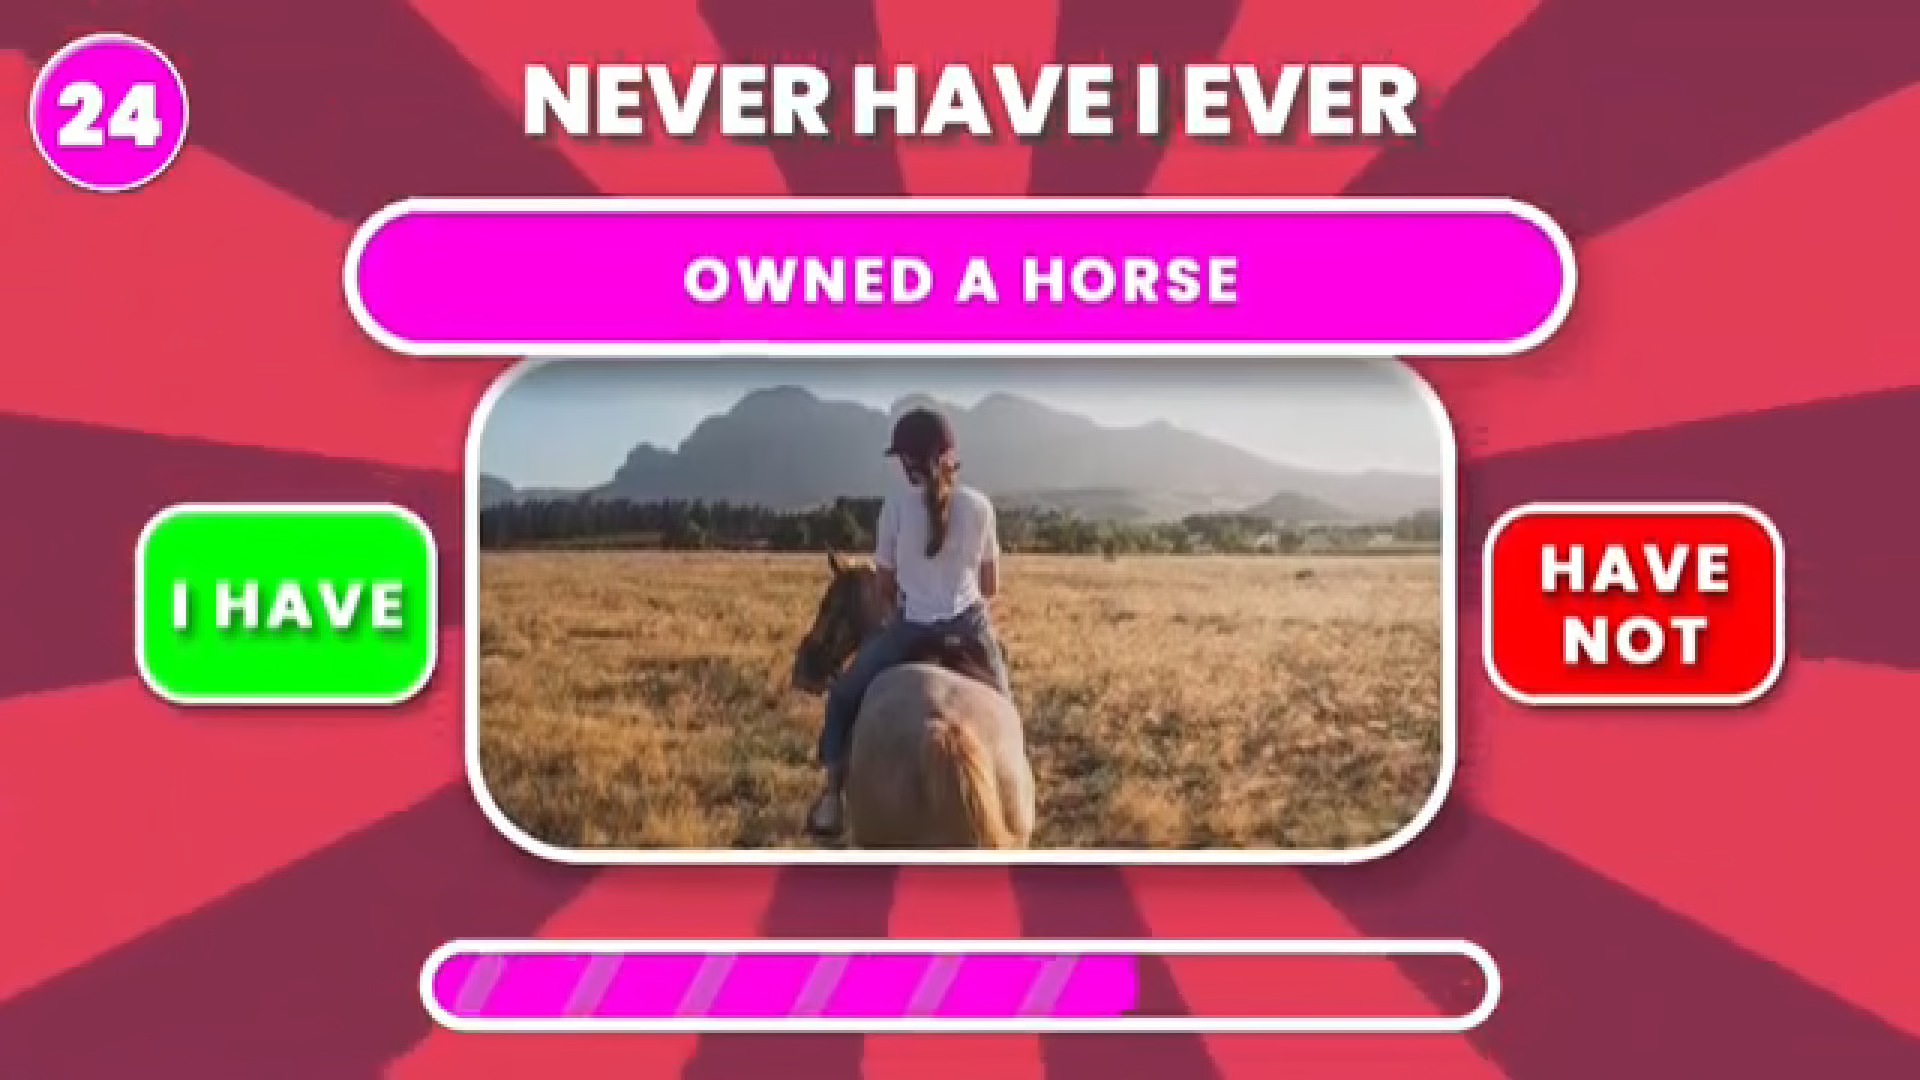 24
NEVER HAVE I EVER
OWNED A HORSE
I HAVE
HAVE
NOT